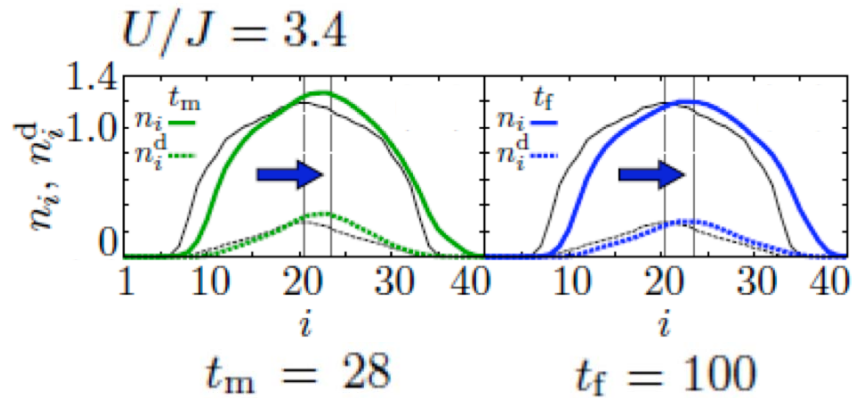 U/J = 3.4
n_i, n_i^d
1.4
1.0
0
t_m
n_i
n_i^d
t_f
n_i
n_i^d
1 10 20 30 40 10 20 30 40
i i
t_m = 28 t_f = 100